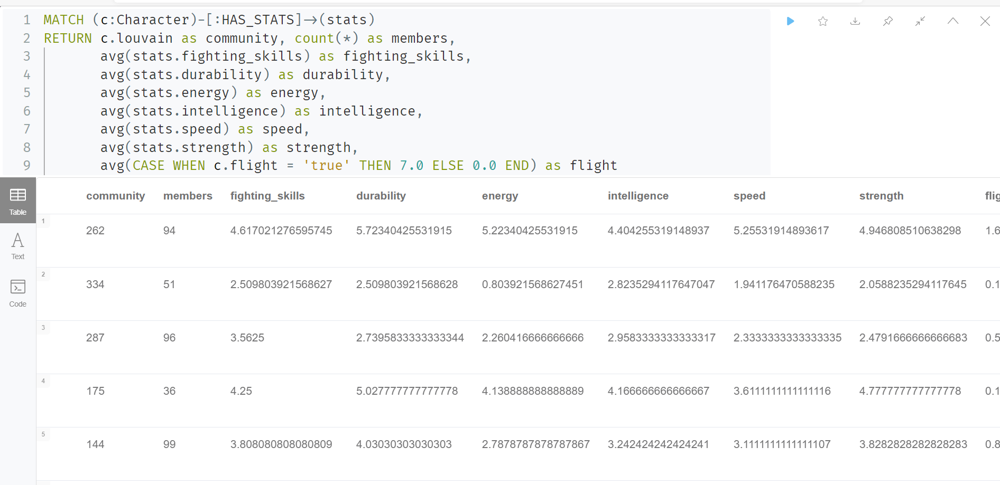 1 MATCH (c:Character)-[:HAS_STATS]->(stats)
2 RETURN c.louvain as community, count(*) as members,
3 avg(stats.fighting_skills) as fighting_skills,
4 avg(stats.durability) as durability,
5 avg(stats.energy) as energy,
6 avg(stats.intelligence) as intelligence,
7 avg(stats.speed) as speed,
8 avg(stats.strength) as strength,
9 avg(CASE WHEN c.flight = 'true' THEN 7.0 ELSE 0.0 END) as flight
Table
A
Text
Code
community members fighting_skills durability energy intelligence speed strength flig
1
262 94 4.617021276595745 5.72340425531915 5.22340425531915 4.404255319148937 5.25531914893617 4.946808510638298 1.6
2
334 51 2.509803921568627 2.509803921568628 0.803921568627451 2.8235294117647047 1.941176470588235 2.0588235294117645 0.1
3
287 96 3.5625 2.7395833333333344 2.260416666666666 2.9583333333333317 2.3333333333333335 2.4791666666666683 0.5
4
175 36 4.25 5.027777777777778 4.138888888888889 4.166666666666667 3.6111111111111116 4.777777777777778 0.1
5
144 99 3.808080808080809 4.03030303030303 2.7878787878787867 3.242424242424241 3.1111111111111107 3.8282828282828283 0.8